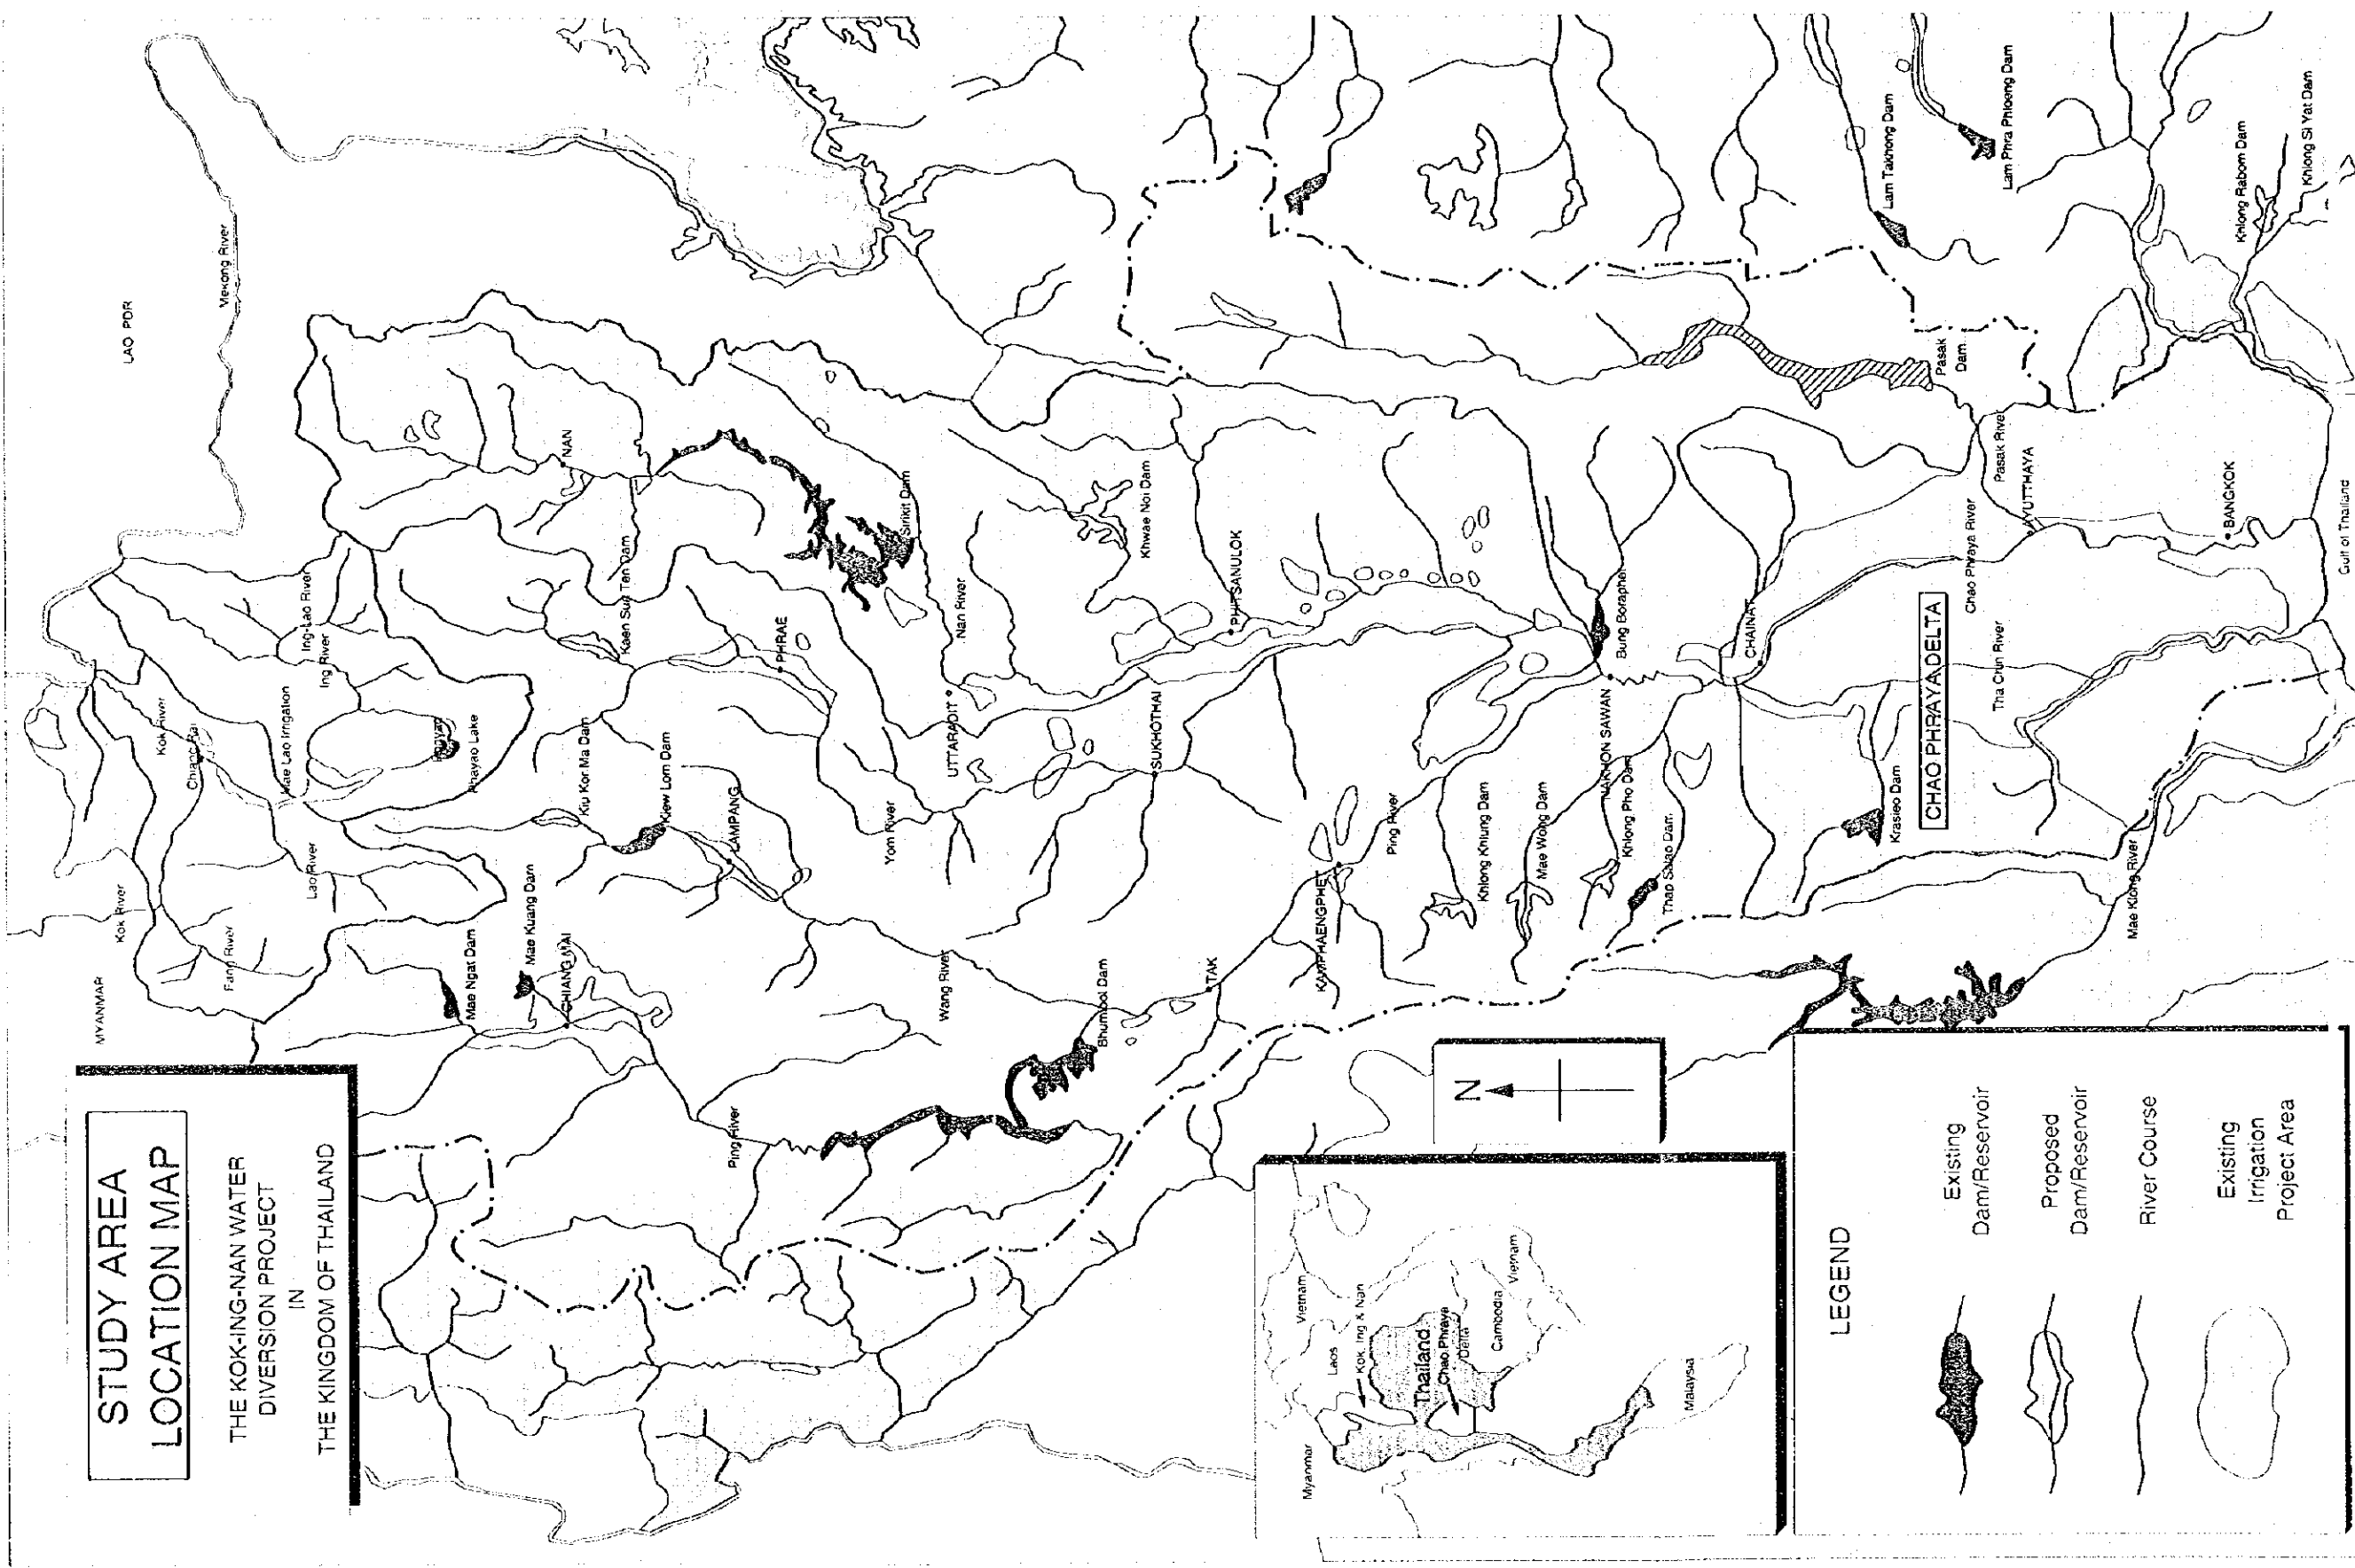 STUDY AREA
LOCATION MAP
THE KOK-ING-NAN WATER
DIVERSION PROJECT
IN
THE KINGDOM OF THAILAND
MYANMAR
LAO PDR
Mekong River
Kok River
Kok River
Chiang Rai
Fang River
Lao River
Mae Lao Irrigation
Ing-Lao River
Ing River
Phayao Lake
Mae Ngat Dam
Mae Kuang Dam
CHIANG MAI
Kiu Kor Ma Dam
Kiew Lom Dam
LAMPANG
Kaen Sua Ten Dam
NAN
PHRAE
Sirikit Dam
Ping River
Yom River
Wang River
UTTARADIT
Nan River
Bhumibol Dam
TAK
SUKHOTHAI
Khwae Noi Dam
PHITSANULOK
KAMPHAENGPHET
Ping River
Khlong Khlung Dam
Mae Wong Dam
NAKHON SAWAN
Khlong Pho Dam
Thap Salao Dam
Bung Boraphet
CHAINAT
Krasieo Dam
CHAO PHRAYA DELTA
Pasak
Dam
Lam Takhong Dam
Lam Phra Phloeng Dam
Chao Phraya River
Pasak River
AYUTTHAYA
Tha Chin River
Mae Klong River
BANGKOK
Khlong Rabom Dam
Khlong Si Yat Dam
Gulf of Thailand
N
Myanmar
Laos
Vietnam
Kok, Ing & Nan
Thailand
Chao Phraya
Delta
Cambodia
Vietnam
Malaysia
LEGEND
Existing
Dam/Reservoir
Proposed
Dam/Reservoir
River Course
Existing
Irrigation
Project Area